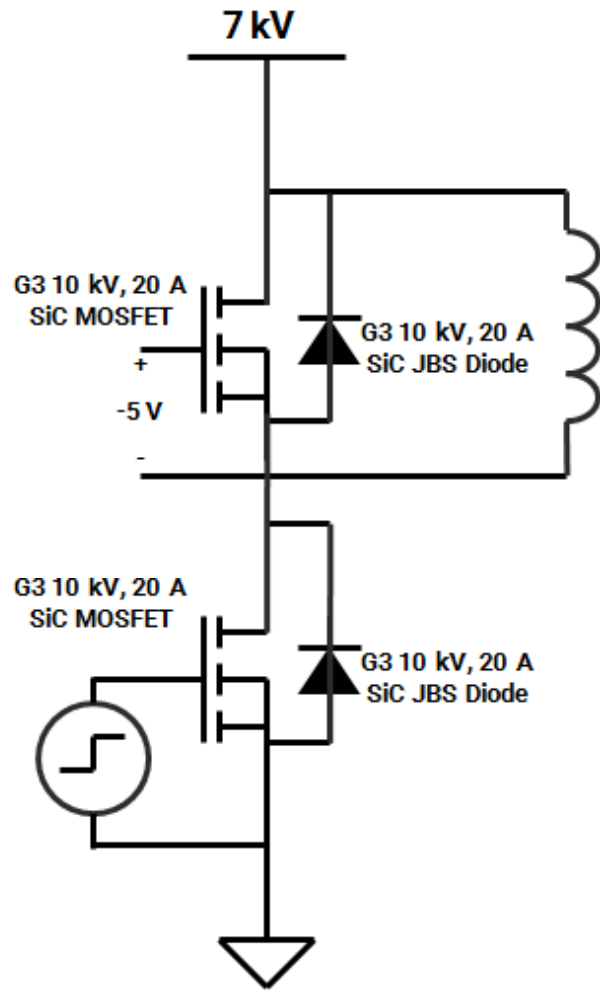 7 kV
G3 10 kV, 20 A
SiC MOSFET
G3 10 kV, 20 A
SiC JBS Diode
+
-5 V
-
G3 10 kV, 20 A
SiC MOSFET
G3 10 kV, 20 A
SiC JBS Diode